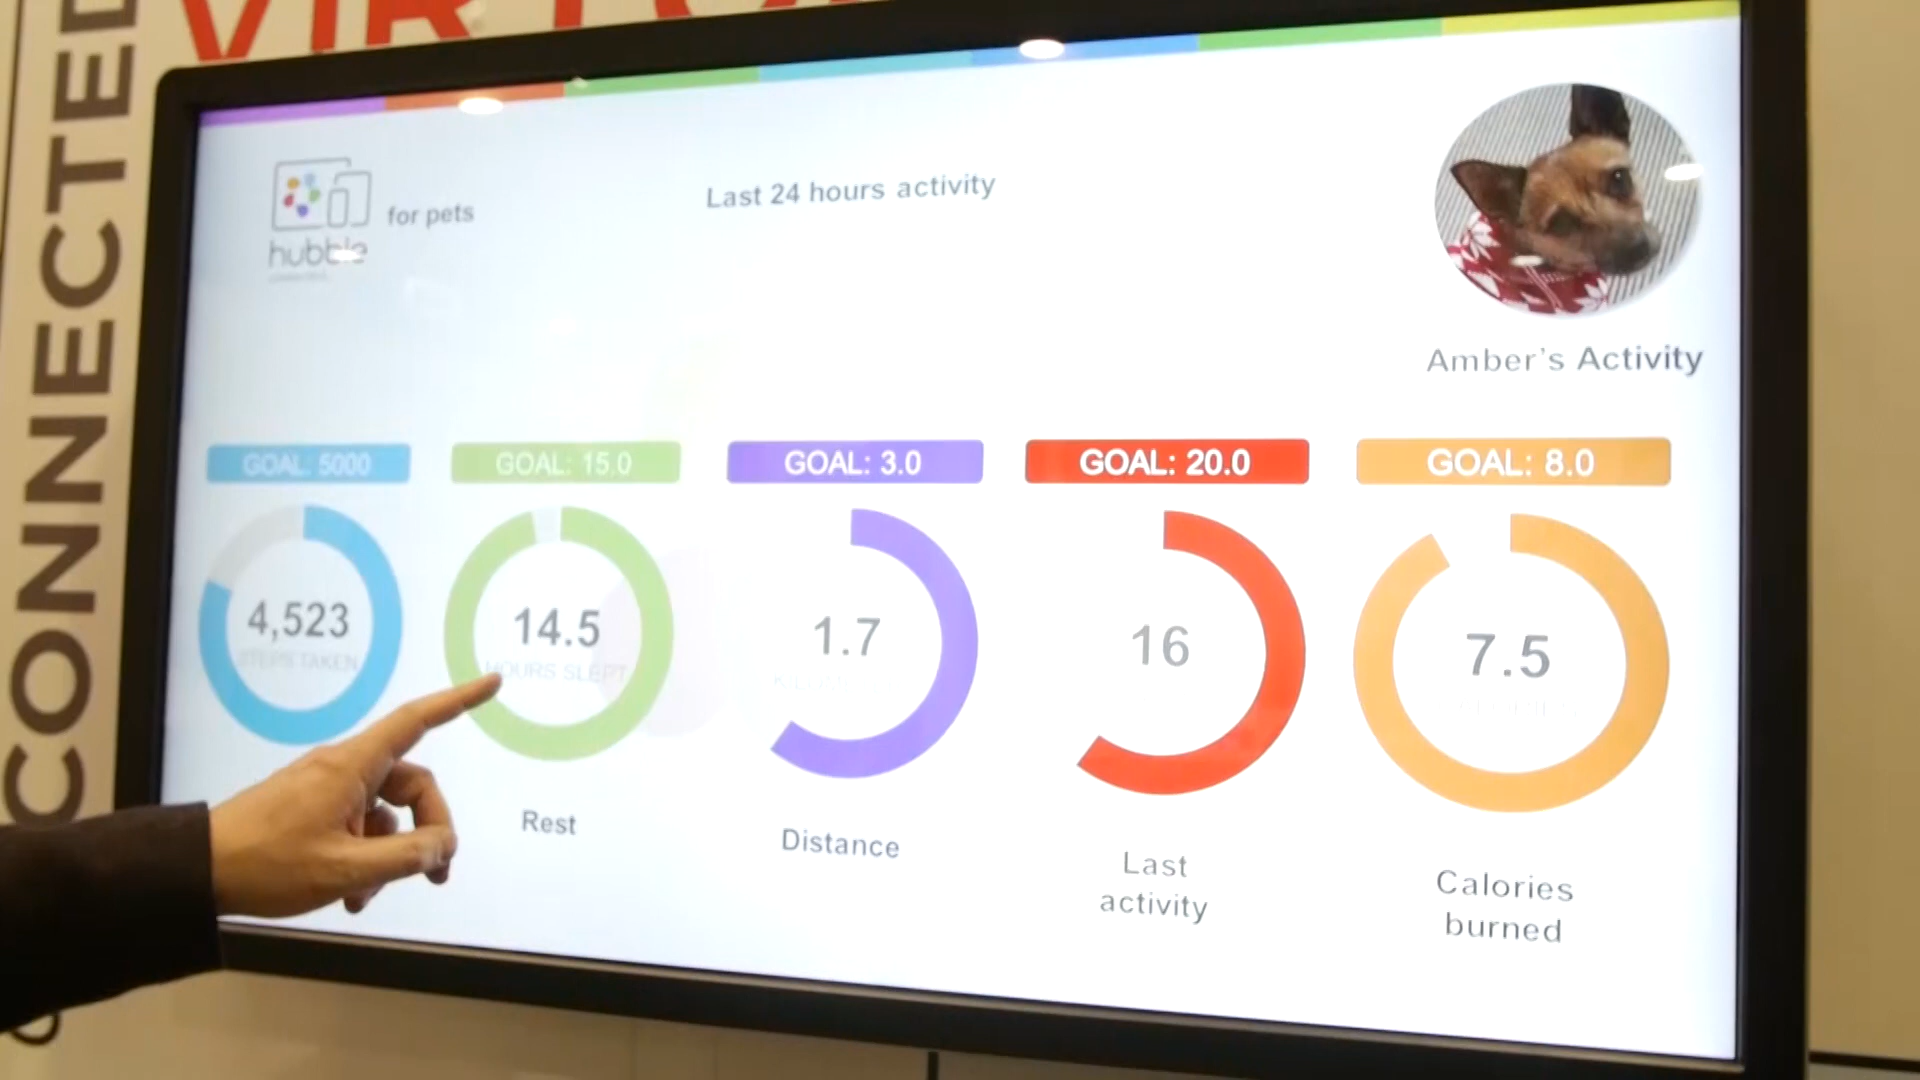 CONNECTED
for pets
hubble
Last 24 hours activity
Amber's Activity
GOAL: 5000
GOAL: 15.0
GOAL: 3.0
GOAL: 20.0
GOAL: 8.0
4,523
STEPS TAKEN
14.5
HOURS SLEPT
1.7
16
7.5
Rest
Distance
Last
activity
Calories
burned